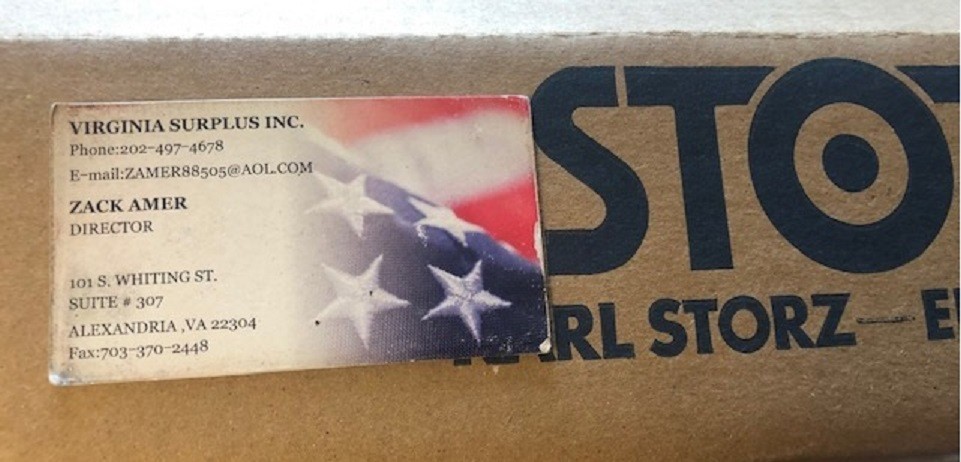 VIRGINIA SURPLUS INC.
Phone:202-497-4678
E-mail:ZAMER88505@AOL.COM
ZACK AMER
DIRECTOR
101 S. WHITING ST.
SUITE # 307
ALEXANDRIA ,VA 22304
Fax:703-370-2448
STO
RL STORZ — E